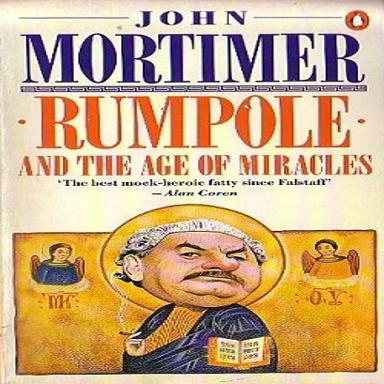 JOHN
MORTIMER
RUMPOLE
AND THE AGE OF MIRACLES
'The best mock-heroic fatty since Falstaff'
—Alan Coren